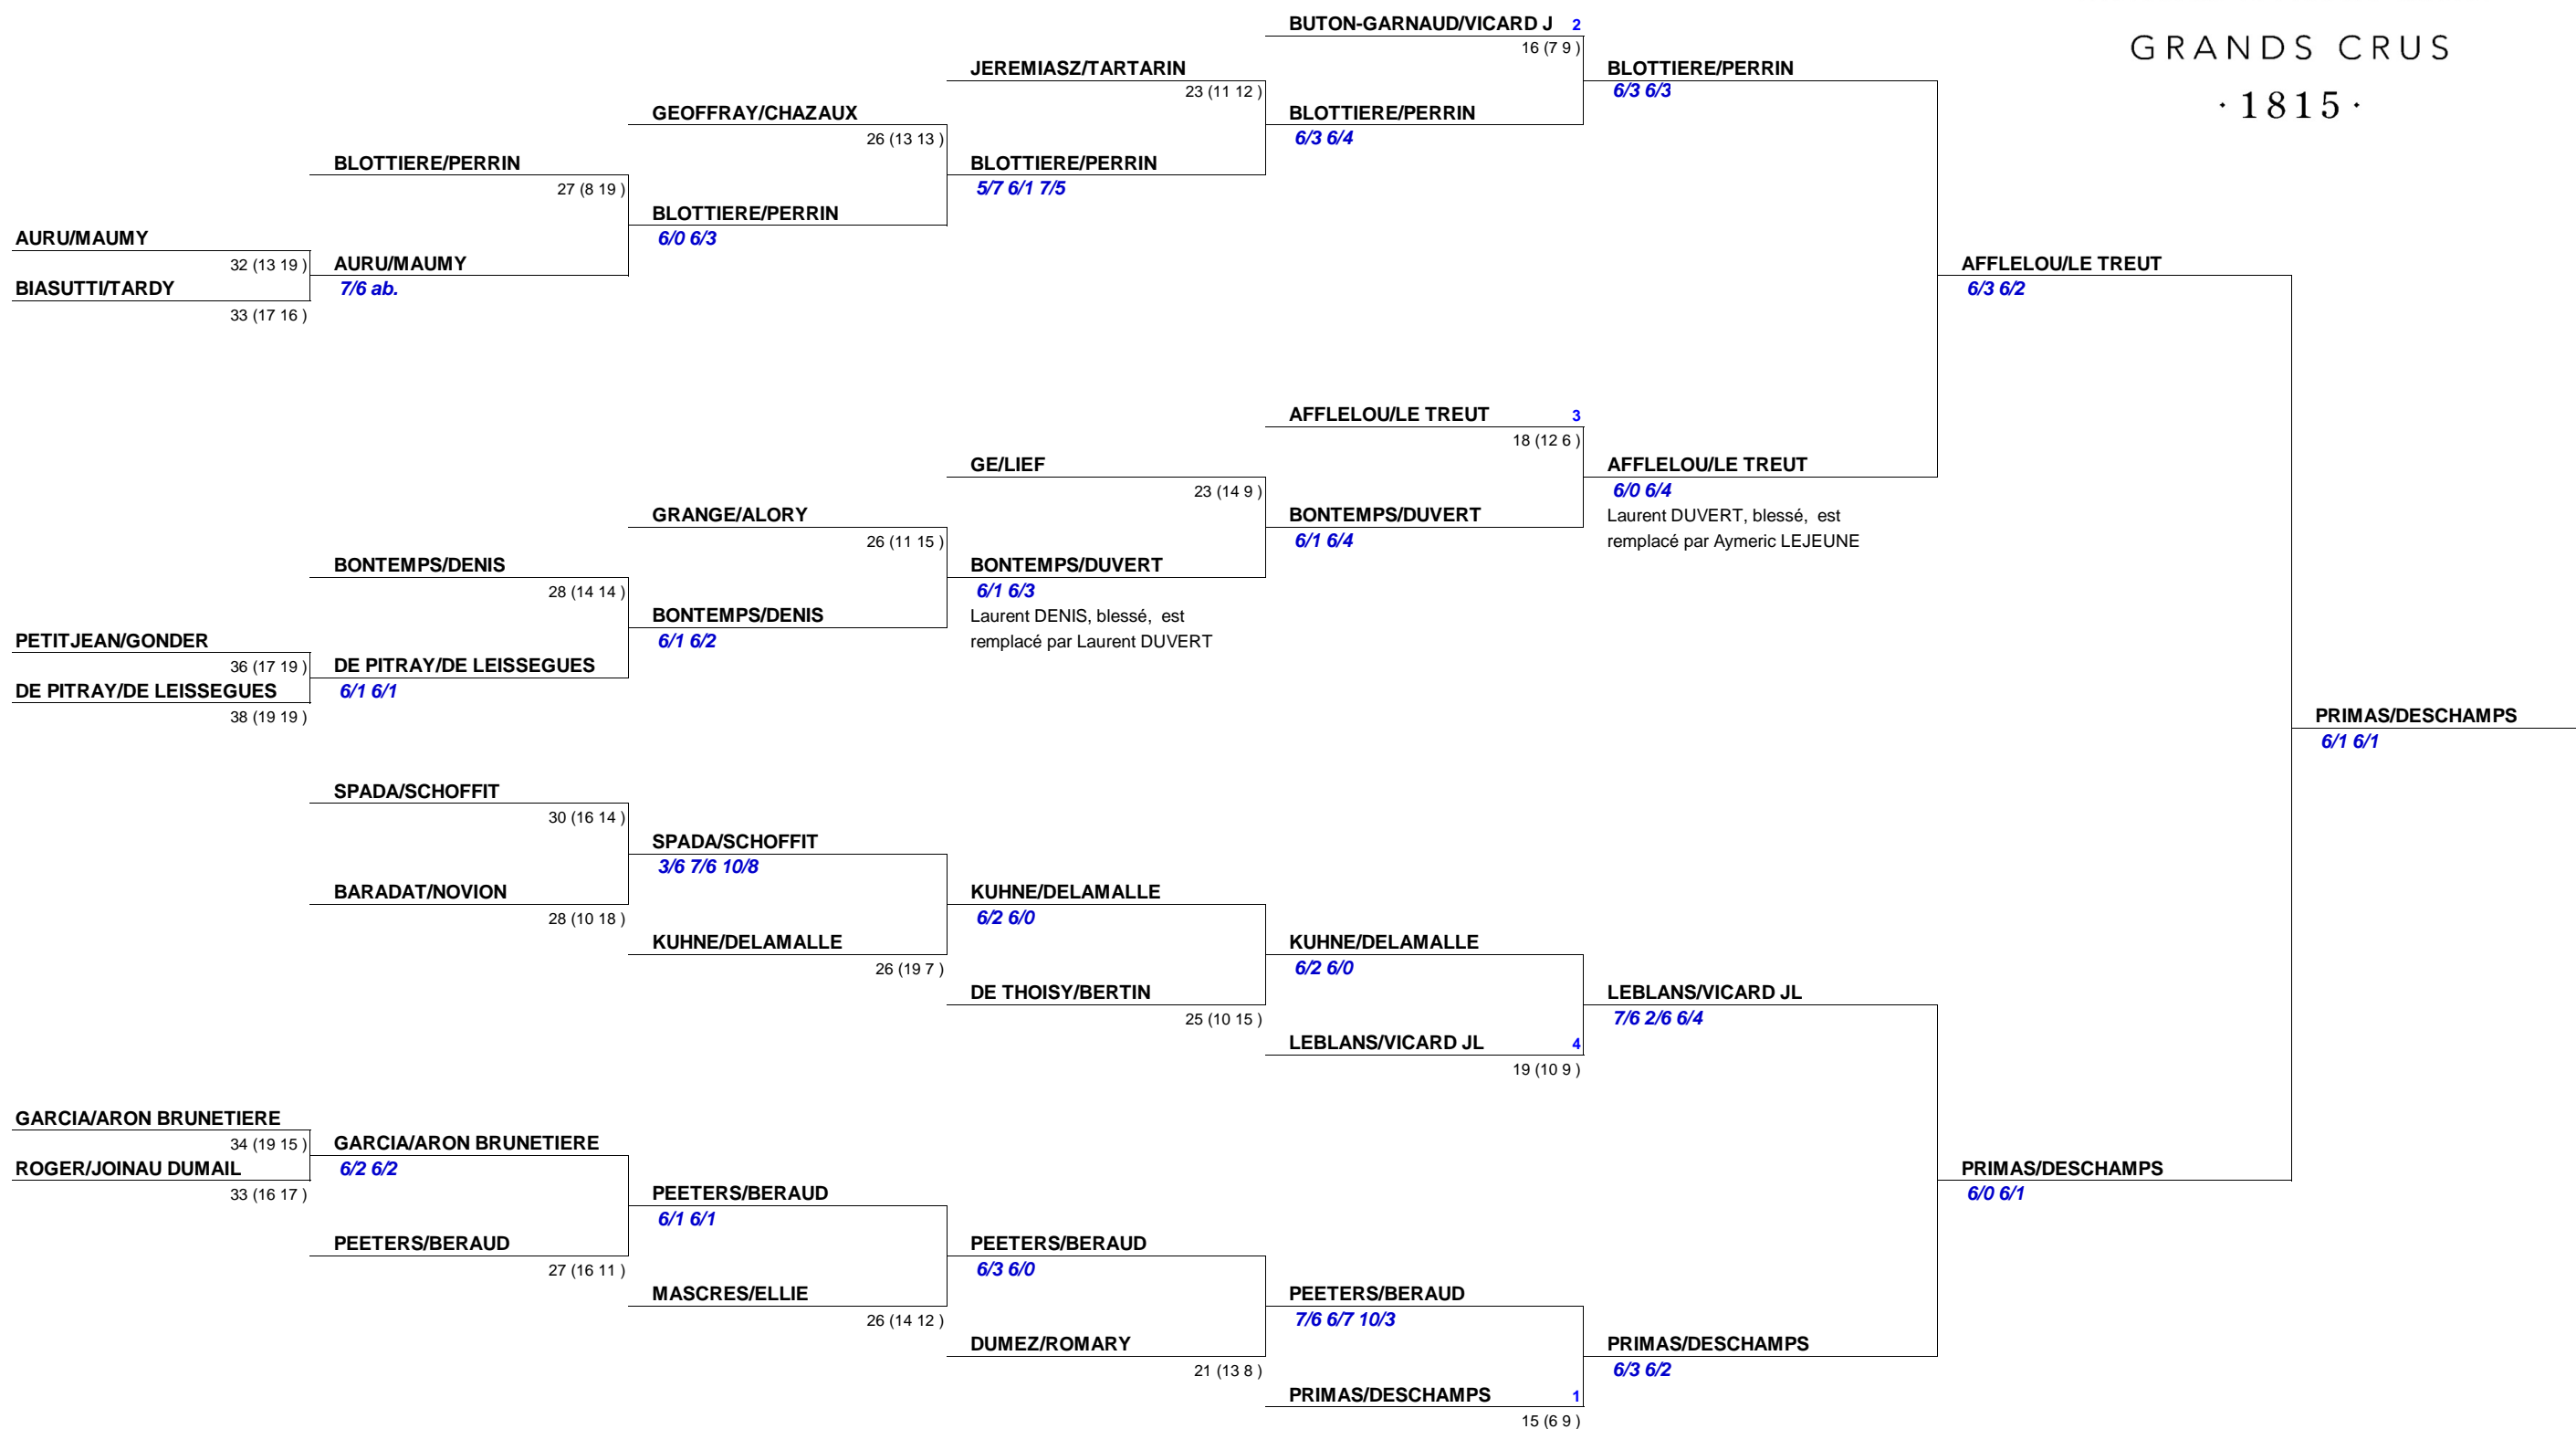 GRANDS CRUS
· 1815 ·
AURU/MAUMY
32 (13 19 )
BIASUTTI/TARDY
33 (17 16 )
PETITJEAN/GONDER
36 (17 19 )
DE PITRAY/DE LEISSEGUES
38 (19 19 )
GARCIA/ARON BRUNETIERE
34 (19 15 )
ROGER/JOINAU DUMAIL
33 (16 17 )
BLOTTIERE/PERRIN
27 (8 19 )
AURU/MAUMY
7/6 ab.
BONTEMPS/DENIS
28 (14 14 )
DE PITRAY/DE LEISSEGUES
6/1 6/1
SPADA/SCHOFFIT
30 (16 14 )
BARADAT/NOVION
28 (10 18 )
GARCIA/ARON BRUNETIERE
6/2 6/2
PEETERS/BERAUD
27 (16 11 )
GEOFFRAY/CHAZAUX
26 (13 13 )
BLOTTIERE/PERRIN
6/0 6/3
GRANGE/ALORY
26 (11 15 )
BONTEMPS/DENIS
6/1 6/2
SPADA/SCHOFFIT
3/6 7/6 10/8
KUHNE/DELAMALLE
26 (19 7 )
PEETERS/BERAUD
6/1 6/1
MASCRES/ELLIE
26 (14 12 )
JEREMIASZ/TARTARIN
23 (11 12 )
BLOTTIERE/PERRIN
5/7 6/1 7/5
GE/LIEF
23 (14 9 )
BONTEMPS/DUVERT
6/1 6/3
Laurent DENIS, blessé, est
remplacé par Laurent DUVERT
KUHNE/DELAMALLE
6/2 6/0
DE THOISY/BERTIN
25 (10 15 )
PEETERS/BERAUD
6/3 6/0
DUMEZ/ROMARY
21 (13 8 )
BUTON-GARNAUD/VICARD J 2
16 (7 9 )
BLOTTIERE/PERRIN
6/3 6/4
AFFLELOU/LE TREUT 3
18 (12 6 )
BONTEMPS/DUVERT
6/1 6/4
KUHNE/DELAMALLE
6/2 6/0
LEBLANS/VICARD JL 4
19 (10 9 )
PEETERS/BERAUD
7/6 6/7 10/3
PRIMAS/DESCHAMPS 1
15 (6 9 )
BLOTTIERE/PERRIN
6/3 6/3
AFFLELOU/LE TREUT
6/0 6/4
Laurent DUVERT, blessé, est
remplacé par Aymeric LEJEUNE
LEBLANS/VICARD JL
7/6 2/6 6/4
PRIMAS/DESCHAMPS
6/3 6/2
AFFLELOU/LE TREUT
6/3 6/2
PRIMAS/DESCHAMPS
6/0 6/1
PRIMAS/DESCHAMPS
6/1 6/1